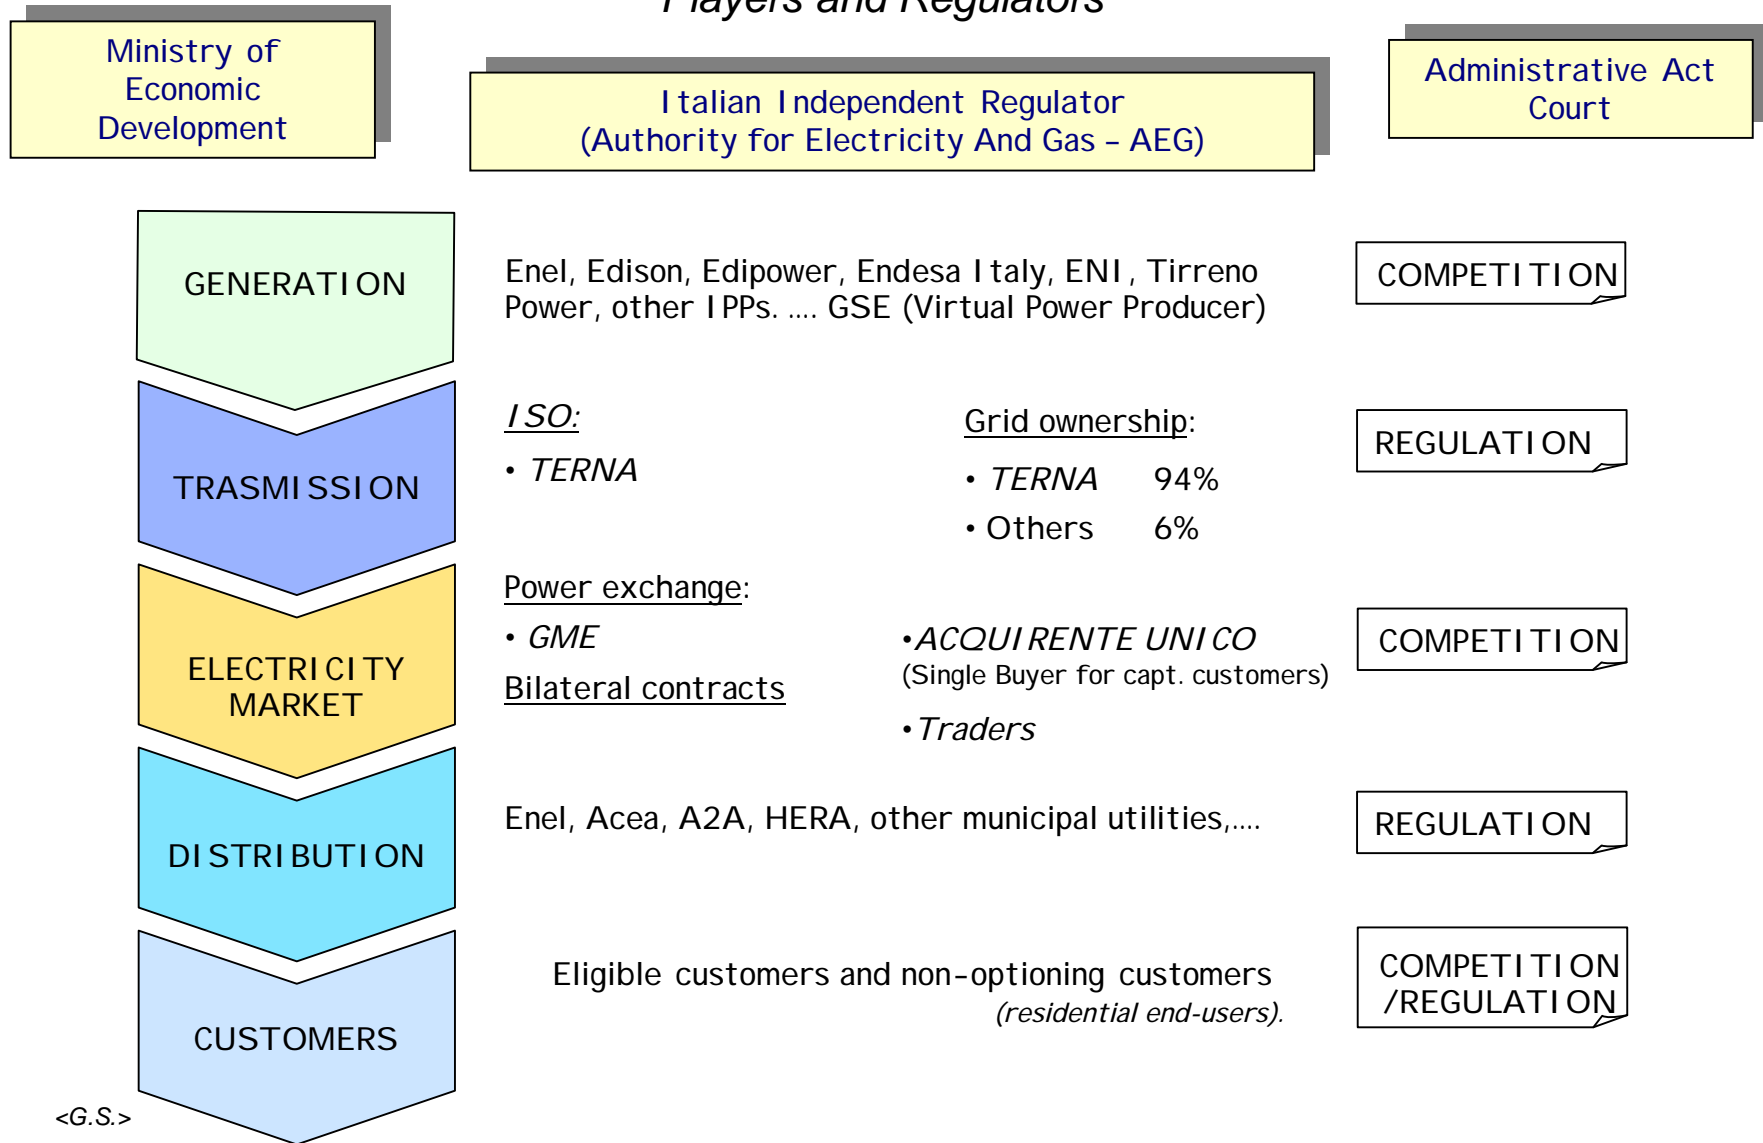 Players and Regulators
Ministry of
Economic
Development
Italian Independent Regulator
(Authority for Electricity And Gas – AEG)
Administrative Act
Court
GENERATION
Enel, Edison, Edipower, Endesa Italy, ENI, Tirreno
Power, other IPPs. .... GSE (Virtual Power Producer)
COMPETITION
TRASMISSION
ISO:
• TERNA
Grid ownership:
• TERNA 94%
• Others 6%
REGULATION
ELECTRICITY
MARKET
Power exchange:
• GME
Bilateral contracts
•ACQUIRENTE UNICO
(Single Buyer for capt. customers)
•Traders
COMPETITION
DISTRIBUTION
Enel, Acea, A2A, HERA, other municipal utilities,....
REGULATION
CUSTOMERS
Eligible customers and non-optioning customers
(residential end-users).
COMPETITION
/REGULATION
<G.S.>